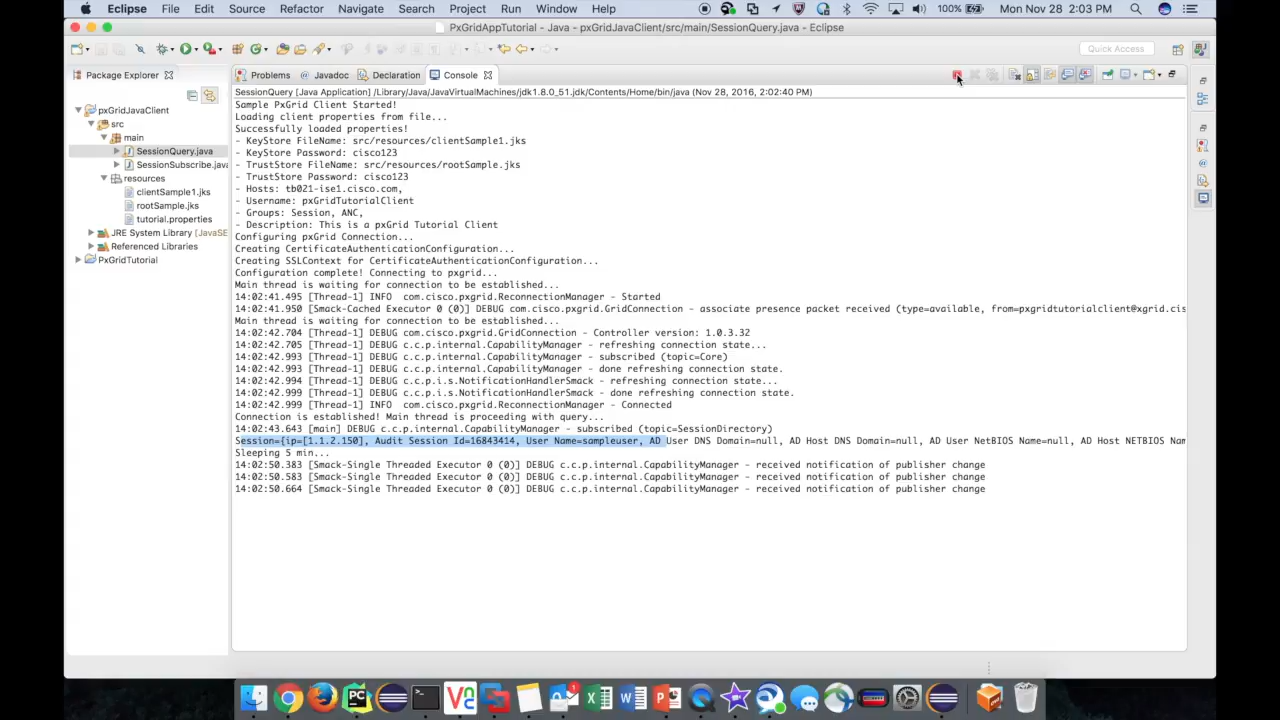 Eclipse File Edit Source Refactor Navigate Search Project Run Window Help 100% Mon Nov 28 2:03 PM
PxGridAppTutorial - Java - pxGridJavaClient/src/main/SessionQuery.java - Eclipse
Quick Access
Package Explorer
Problems @ Javadoc Declaration Console
SessionQuery [Java Application] /Library/Java/JavaVirtualMachines/jdk1.8.0_51.jdk/Contents/Home/bin/java (Nov 28, 2016, 2:02:40 PM)
pxGridJavaClient
src
main
SessionQuery.java
SessionSubscribe.java
resources
clientSample1.jks
rootSample.jks
tutorial.properties
JRE System Library [JavaSE
Referenced Libraries
PxGridTutorial
Sample PxGrid Client Started!
Loading client properties from file...
Successfully loaded properties!
- KeyStore FileName: src/resources/clientSample1.jks
- KeyStore Password: cisco123
- TrustStore FileName: src/resources/rootSample.jks
- TrustStore Password: cisco123
- Hosts: tb021-ise1.cisco.com,
- Username: pxGridTutorialClient
- Groups: Session, ANC,
- Description: This is a pxGrid Tutorial Client
Configuring pxGrid Connection...
Creating CertificateAuthenticationConfiguration...
Creating SSLContext for CertificateAuthenticationConfiguration...
Configuration complete! Connecting to pxgrid...
Main thread is waiting for connection to be established...
14:02:41.495 [Thread-1] INFO  com.cisco.pxgrid.ReconnectionManager - Started
14:02:41.950 [Smack-Cached Executor 0 (0)] DEBUG com.cisco.pxgrid.GridConnection - associate presence packet received (type=available, from=pxgridtutorialclient@xgrid.cis
Main thread is waiting for connection to be established...
14:02:42.704 [Thread-1] DEBUG com.cisco.pxgrid.GridConnection - Controller version: 1.0.3.32
14:02:42.705 [Thread-1] DEBUG c.c.p.internal.CapabilityManager - refreshing connection state...
14:02:42.993 [Thread-1] DEBUG c.c.p.internal.CapabilityManager - subscribed (topic=Core)
14:02:42.993 [Thread-1] DEBUG c.c.p.internal.CapabilityManager - done refreshing connection state.
14:02:42.994 [Thread-1] DEBUG c.c.p.i.s.NotificationHandlerSmack - refreshing connection state...
14:02:42.999 [Thread-1] DEBUG c.c.p.i.s.NotificationHandlerSmack - done refreshing connection state.
14:02:42.999 [Thread-1] INFO  com.cisco.pxgrid.ReconnectionManager - Connected
Connection is established! Main thread is proceeding with query...
14:02:43.643 [main] DEBUG c.c.p.internal.CapabilityManager - subscribed (topic=SessionDirectory)
Session={ip=[1.1.2.150], Audit Session Id=16843414, User Name=sampleuser, AD User DNS Domain=null, AD Host DNS Domain=null, AD User NetBIOS Name=null, AD Host NETBIOS Nam
Sleeping 5 min...
14:02:50.383 [Smack-Single Threaded Executor 0 (0)] DEBUG c.c.p.internal.CapabilityManager - received notification of publisher change
14:02:50.583 [Smack-Single Threaded Executor 0 (0)] DEBUG c.c.p.internal.CapabilityManager - received notification of publisher change
14:02:50.664 [Smack-Single Threaded Executor 0 (0)] DEBUG c.c.p.internal.CapabilityManager - received notification of publisher change